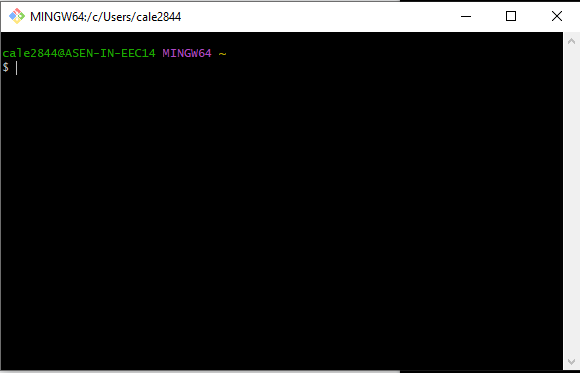 MINGW64:/c/Users/cale2844
cale2844@ASEN-IN-EEC14 MINGW64 ~
$